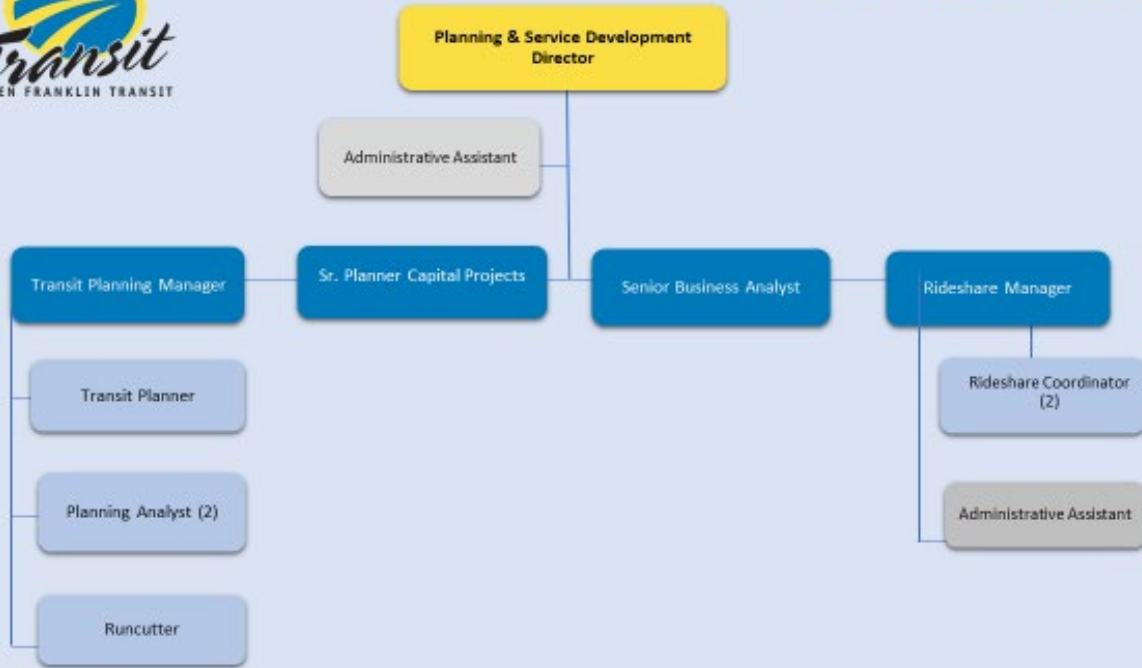 Transit
FRANKLIN TRANSIT
Planning & Service Development
Director
Administrative Assistant
Transit Planning Manager
Sr. Planner Capital Projects
Senior Business Analyst
Rideshare Manager
Transit Planner
Rideshare Coordinator
(2)
Planning Analyst (2)
Administrative Assistant
Runcutter